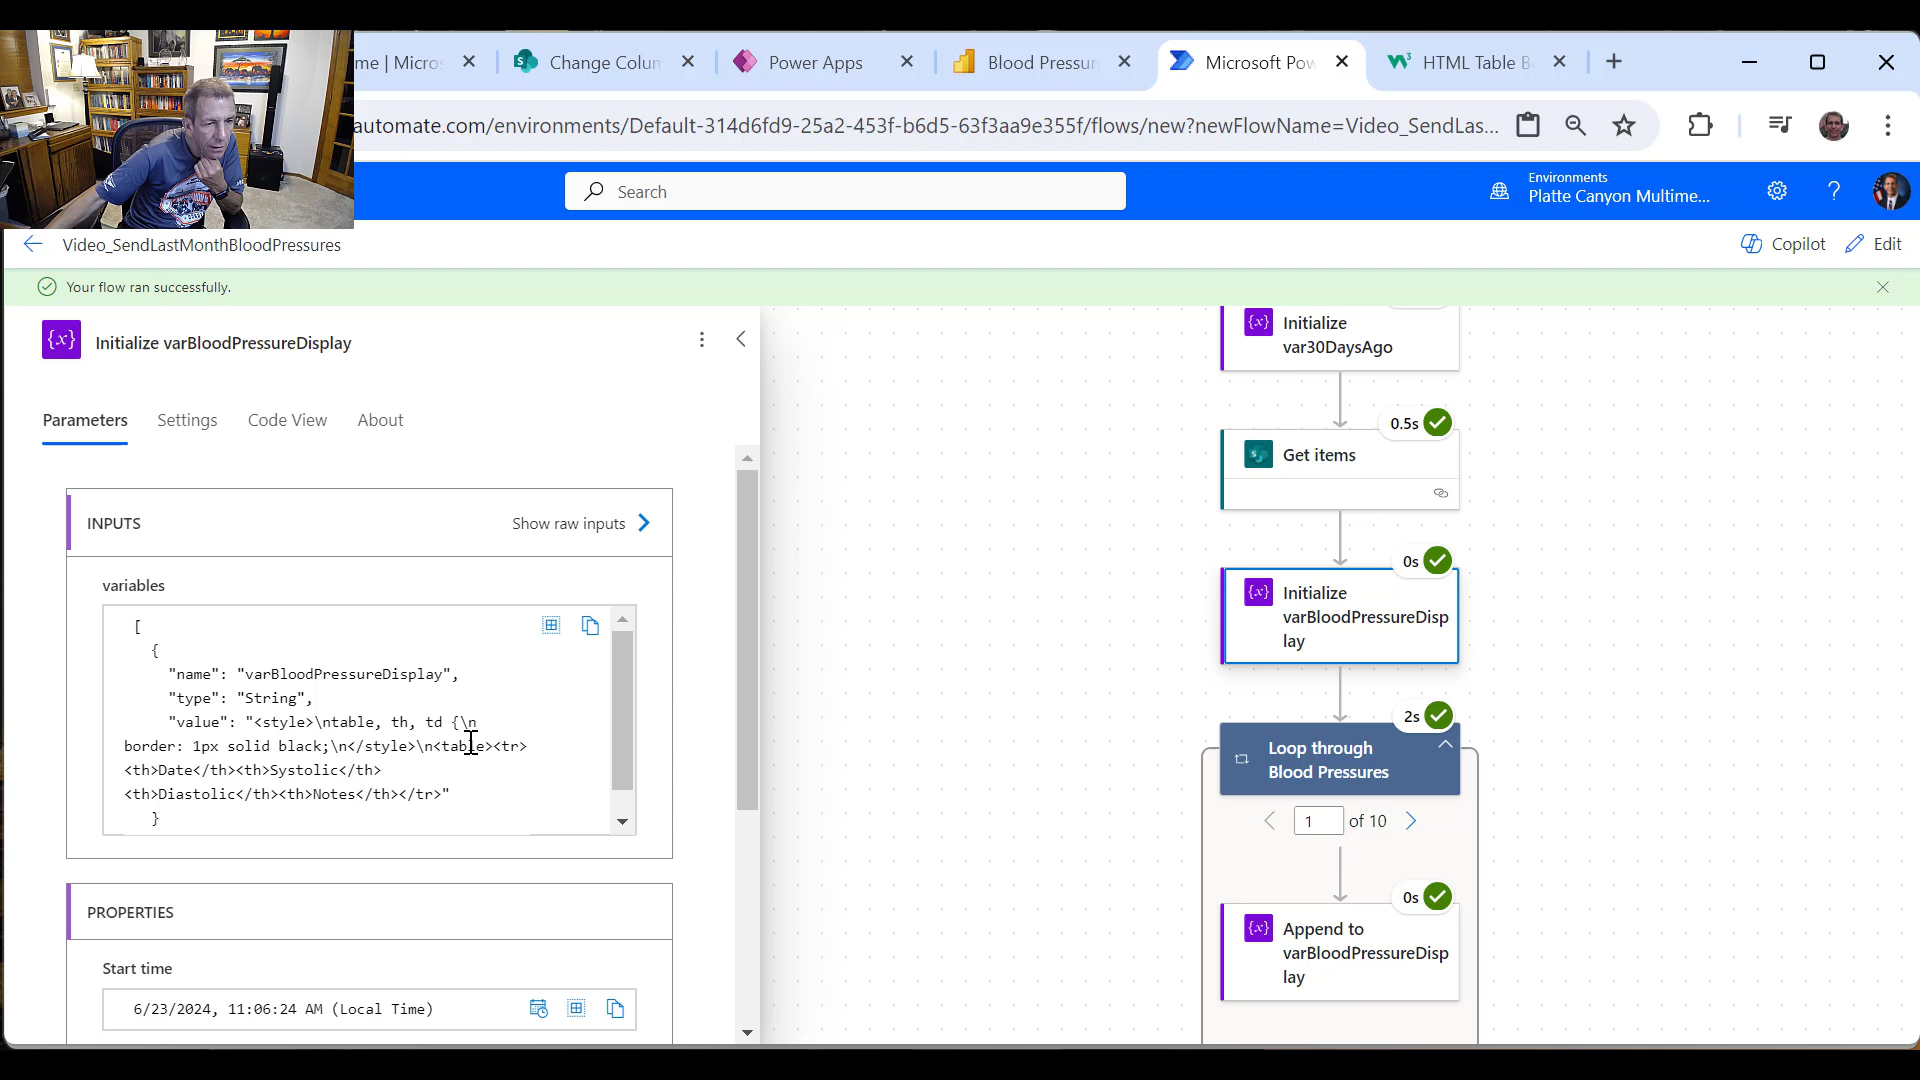 me | Micros
Change Colum
Power Apps
Blood Pressur
Microsoft Pow
HTML Table B
automate.com/environments/Default-314d6fd9-25a2-453f-b6d5-63f3aa9e355f/flows/new?newFlowName=Video_SendLas...
Search
Environments
Platte Canyon Multime...
Video_SendLastMonthBloodPressures
Copilot
Edit
Your flow ran successfully.
Initialize varBloodPressureDisplay
Parameters
Settings
Code View
About
INPUTS
Show raw inputs
variables
[
{
"name": "varBloodPressureDisplay",
"type": "String",
"value": "<style>\ntable, th, td {\n
border: 1px solid black;\n</style>\n<table><tr>
<th>Date</th><th>Systolic</th>
<th>Diastolic</th><th>Notes</th></tr>"
}
PROPERTIES
Start time
6/23/2024, 11:06:24 AM (Local Time)
Initialize
var30DaysAgo
0.5s
Get items
0s
Initialize
varBloodPressureDisp
lay
2s
Loop through
Blood Pressures
1 of 10
0s
Append to
varBloodPressureDisp
lay